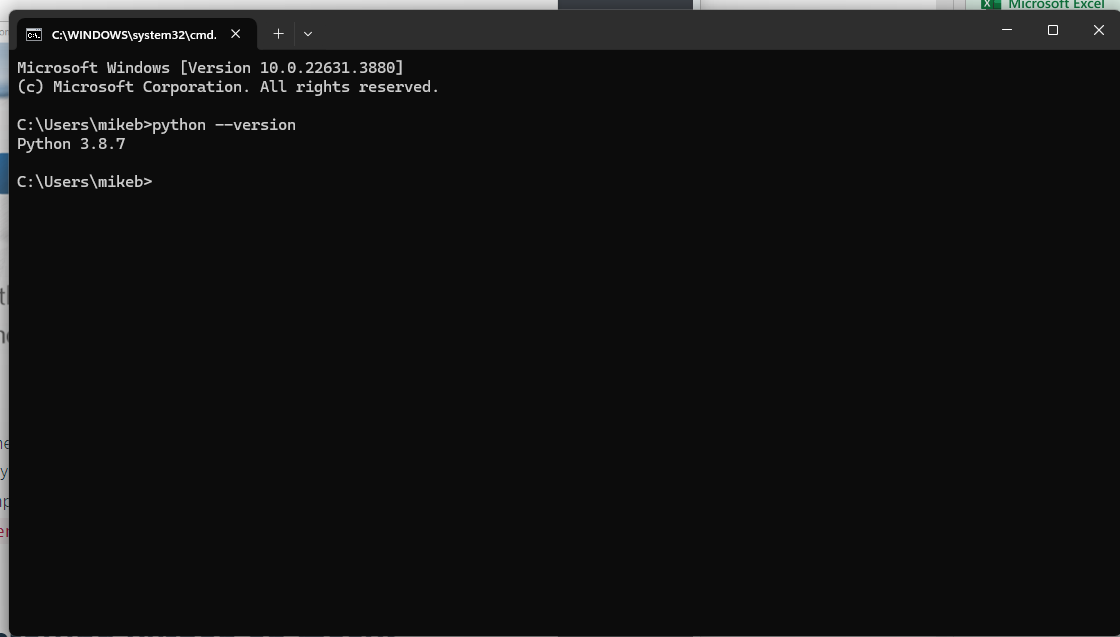 Microsoft Excel
C:\WINDOWS\system32\cmd.
Microsoft Windows [Version 10.0.22631.3880]
(c) Microsoft Corporation. All rights reserved.
C:\Users\mikeb>python --version
Python 3.8.7
C:\Users\mikeb>